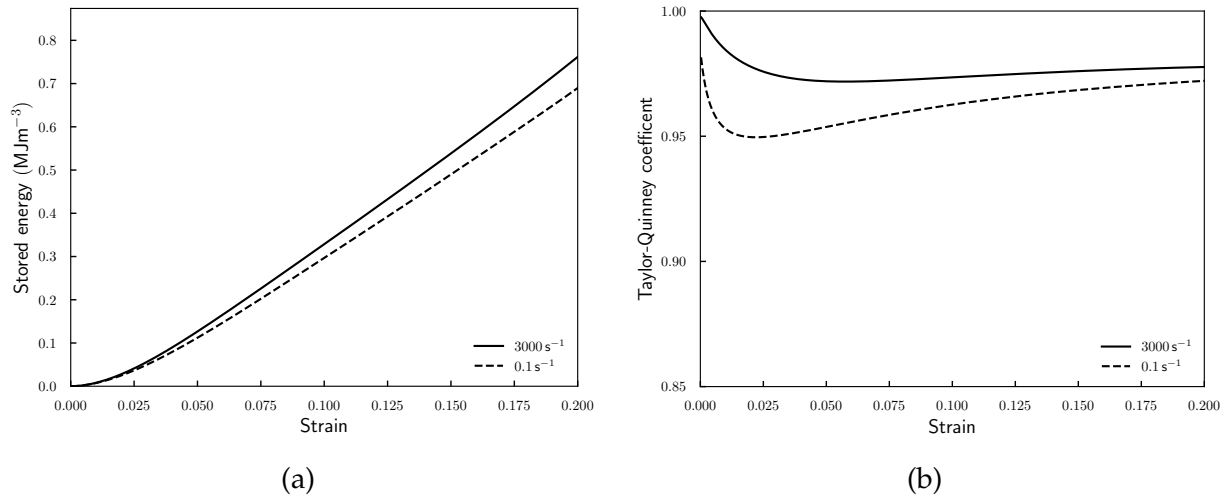 0.8
0.7
0.6
0.5
0.4
0.3
0.2
0.1
0.0
Stored energy (MJm−3)
0.000 0.025 0.050 0.075 0.100 0.125 0.150 0.175 0.200
Strain
3000 s−1
0.1 s−1
(a)
1.00
0.95
0.90
0.85
Taylor-Quinney coefficent
0.000 0.025 0.050 0.075 0.100 0.125 0.150 0.175 0.200
Strain
3000 s−1
0.1 s−1
(b)